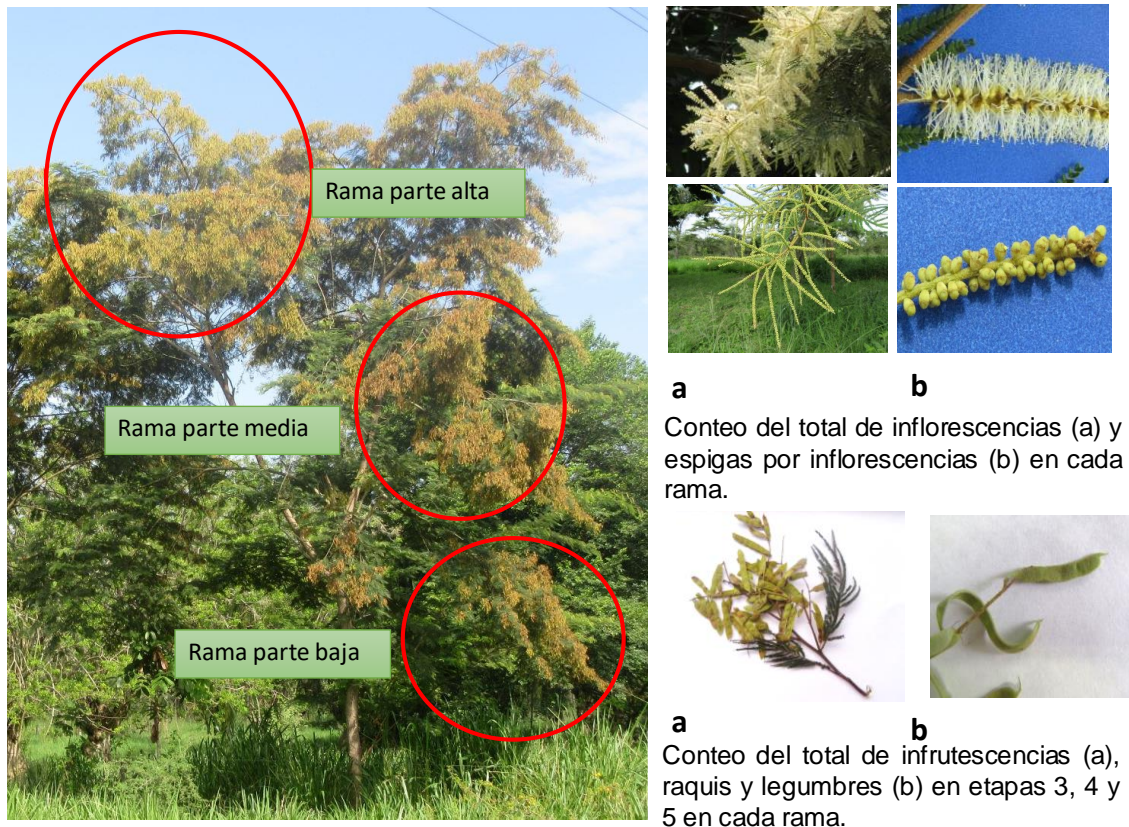 Rama parte alta
Rama parte media
Rama parte baja
a b
Conteo del total de inflorescencias (a) y
espigas por inflorescencias (b) en cada
rama.
a b
Conteo del total de infrutescencias (a),
raquis y legumbres (b) en etapas 3, 4 y
5 en cada rama.